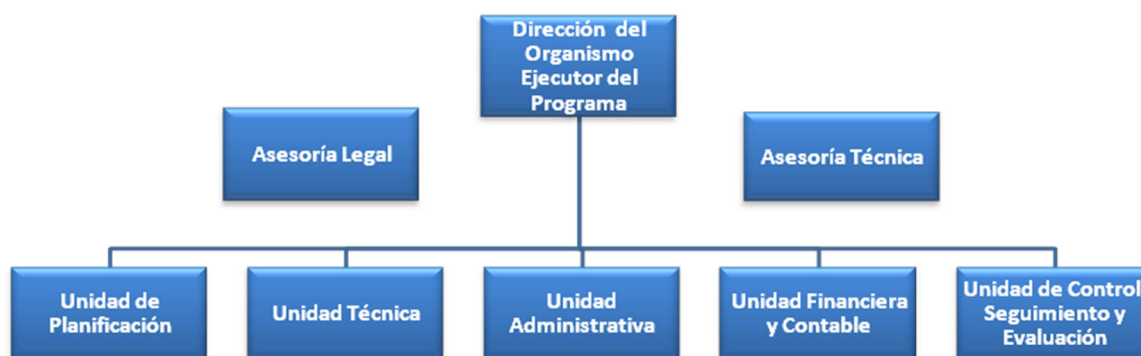 Dirección del
Organismo
Ejecutor del
Programa
Asesoría Legal
Asesoría Técnica
Unidad de
Planificación
Unidad Técnica
Unidad
Administrativa
Unidad Financiera
y Contable
Unidad de Control
Seguimiento y
Evaluación